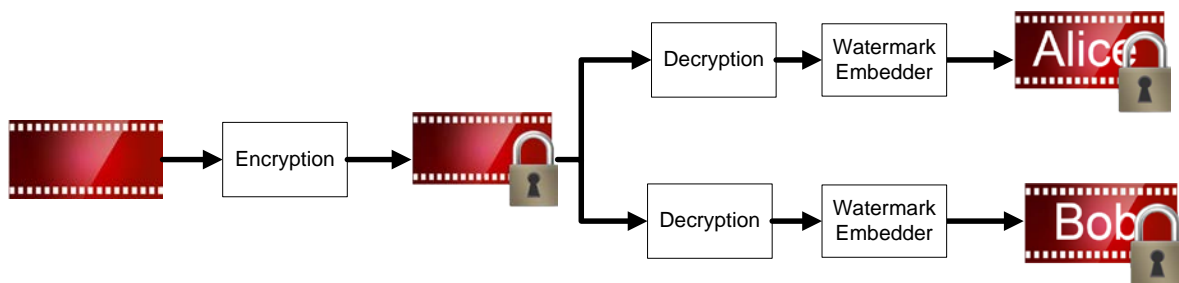 Decryption
Watermark
Embedder
Alice
Encryption
Decryption
Watermark
Embedder
Bob